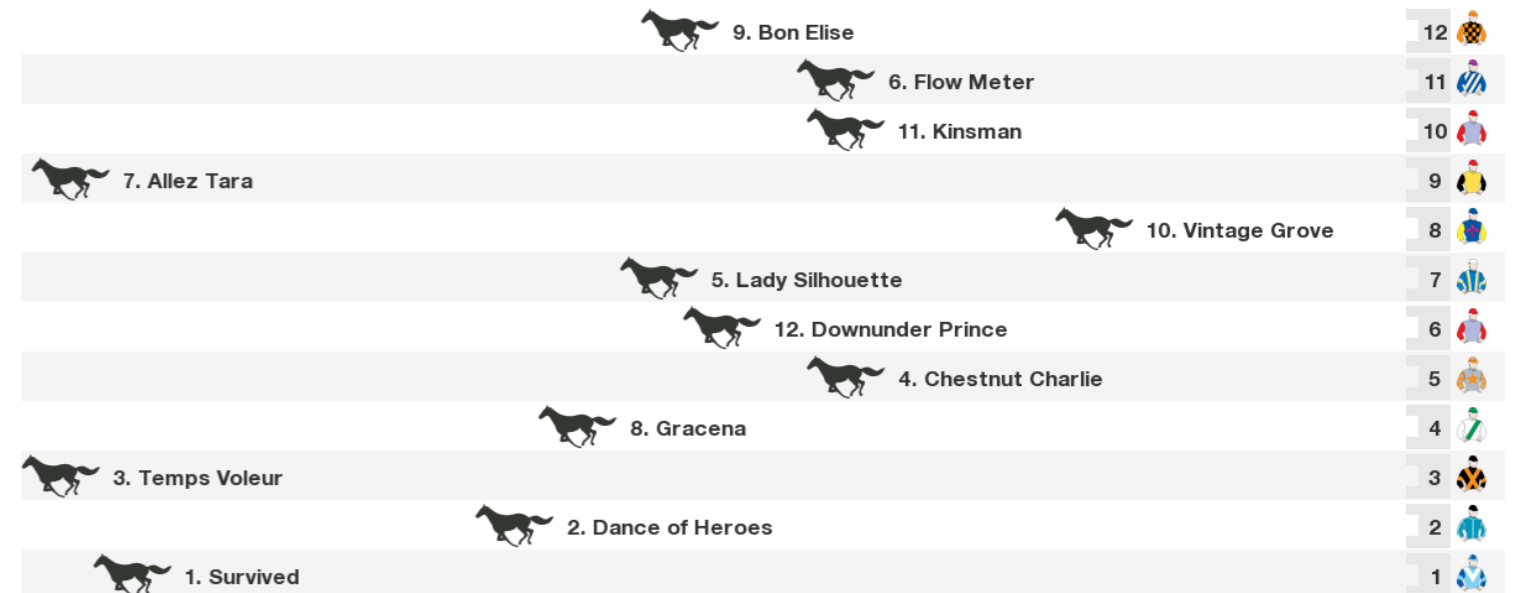 9. Bon Elise 12
6. Flow Meter 11
11. Kinsman 10
7. Allez Tara 9
10. Vintage Grove 8
5. Lady Silhouette 7
12. Downunder Prince 6
4. Chestnut Charlie 5
8. Gracena 4
3. Temps Voleur 3
2. Dance of Heroes 2
1. Survived 1